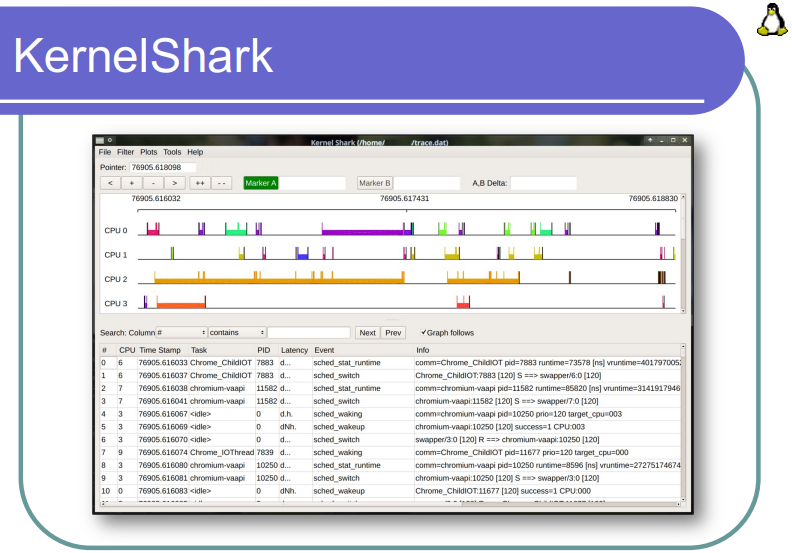 KernelShark
Kernel Shark (/home/ /trace.dat)
File Filter Plots Tools Help
Pointer: 76905.618098
< + - > ++ - - Marker A Marker B A,B Delta:
76905.616032 76905.617431 76905.618830
CPU 0
CPU 1
CPU 2
CPU 3
Search: Column # contains Next Prev ✓Graph follows
# CPU Time Stamp Task PID Latency Event Info
0 6 76905.616033 Chrome_ChildIOT 7883 d... sched_stat_runtime comm=Chrome_ChildIOT pid=7883 runtime=73578 [ns] vruntime=401797005
1 6 76905.616037 Chrome_ChildIOT 7883 d... sched_switch Chrome_ChildIOT:7883 [120] S ==> swapper/6:0 [120]
2 7 76905.616038 chromium-vaapi 11582 d... sched_stat_runtime comm=chromium-vaapi pid=11582 runtime=85820 [ns] vruntime=3141917946
3 7 76905.616041 chromium-vaapi 11582 d... sched_switch chromium-vaapi:11582 [120] S ==> swapper/7:0 [120]
4 3 76905.616067 <idle> 0 d.h. sched_waking comm=chromium-vaapi pid=10250 prio=120 target_cpu=003
5 3 76905.616069 <idle> 0 dNh. sched_wakeup chromium-vaapi:10250 [120] success=1 CPU:003
6 3 76905.616070 <idle> 0 d... sched_switch swapper/3:0 [120] R ==> chromium-vaapi:10250 [120]
7 9 76905.616074 Chrome_IOThread 7839 d... sched_waking comm=Chrome_ChildIOT pid=11677 prio=120 target_cpu=000
8 3 76905.616080 chromium-vaapi 10250 d... sched_stat_runtime comm=chromium-vaapi pid=10250 runtime=8596 [ns] vruntime=27275174674
9 3 76905.616081 chromium-vaapi 10250 d... sched_switch chromium-vaapi:10250 [120] S ==> swapper/3:0 [120]
10 0 76905.616083 <idle> 0 dNh. sched_wakeup Chrome_ChildIOT:11677 [120] success=1 CPU:000